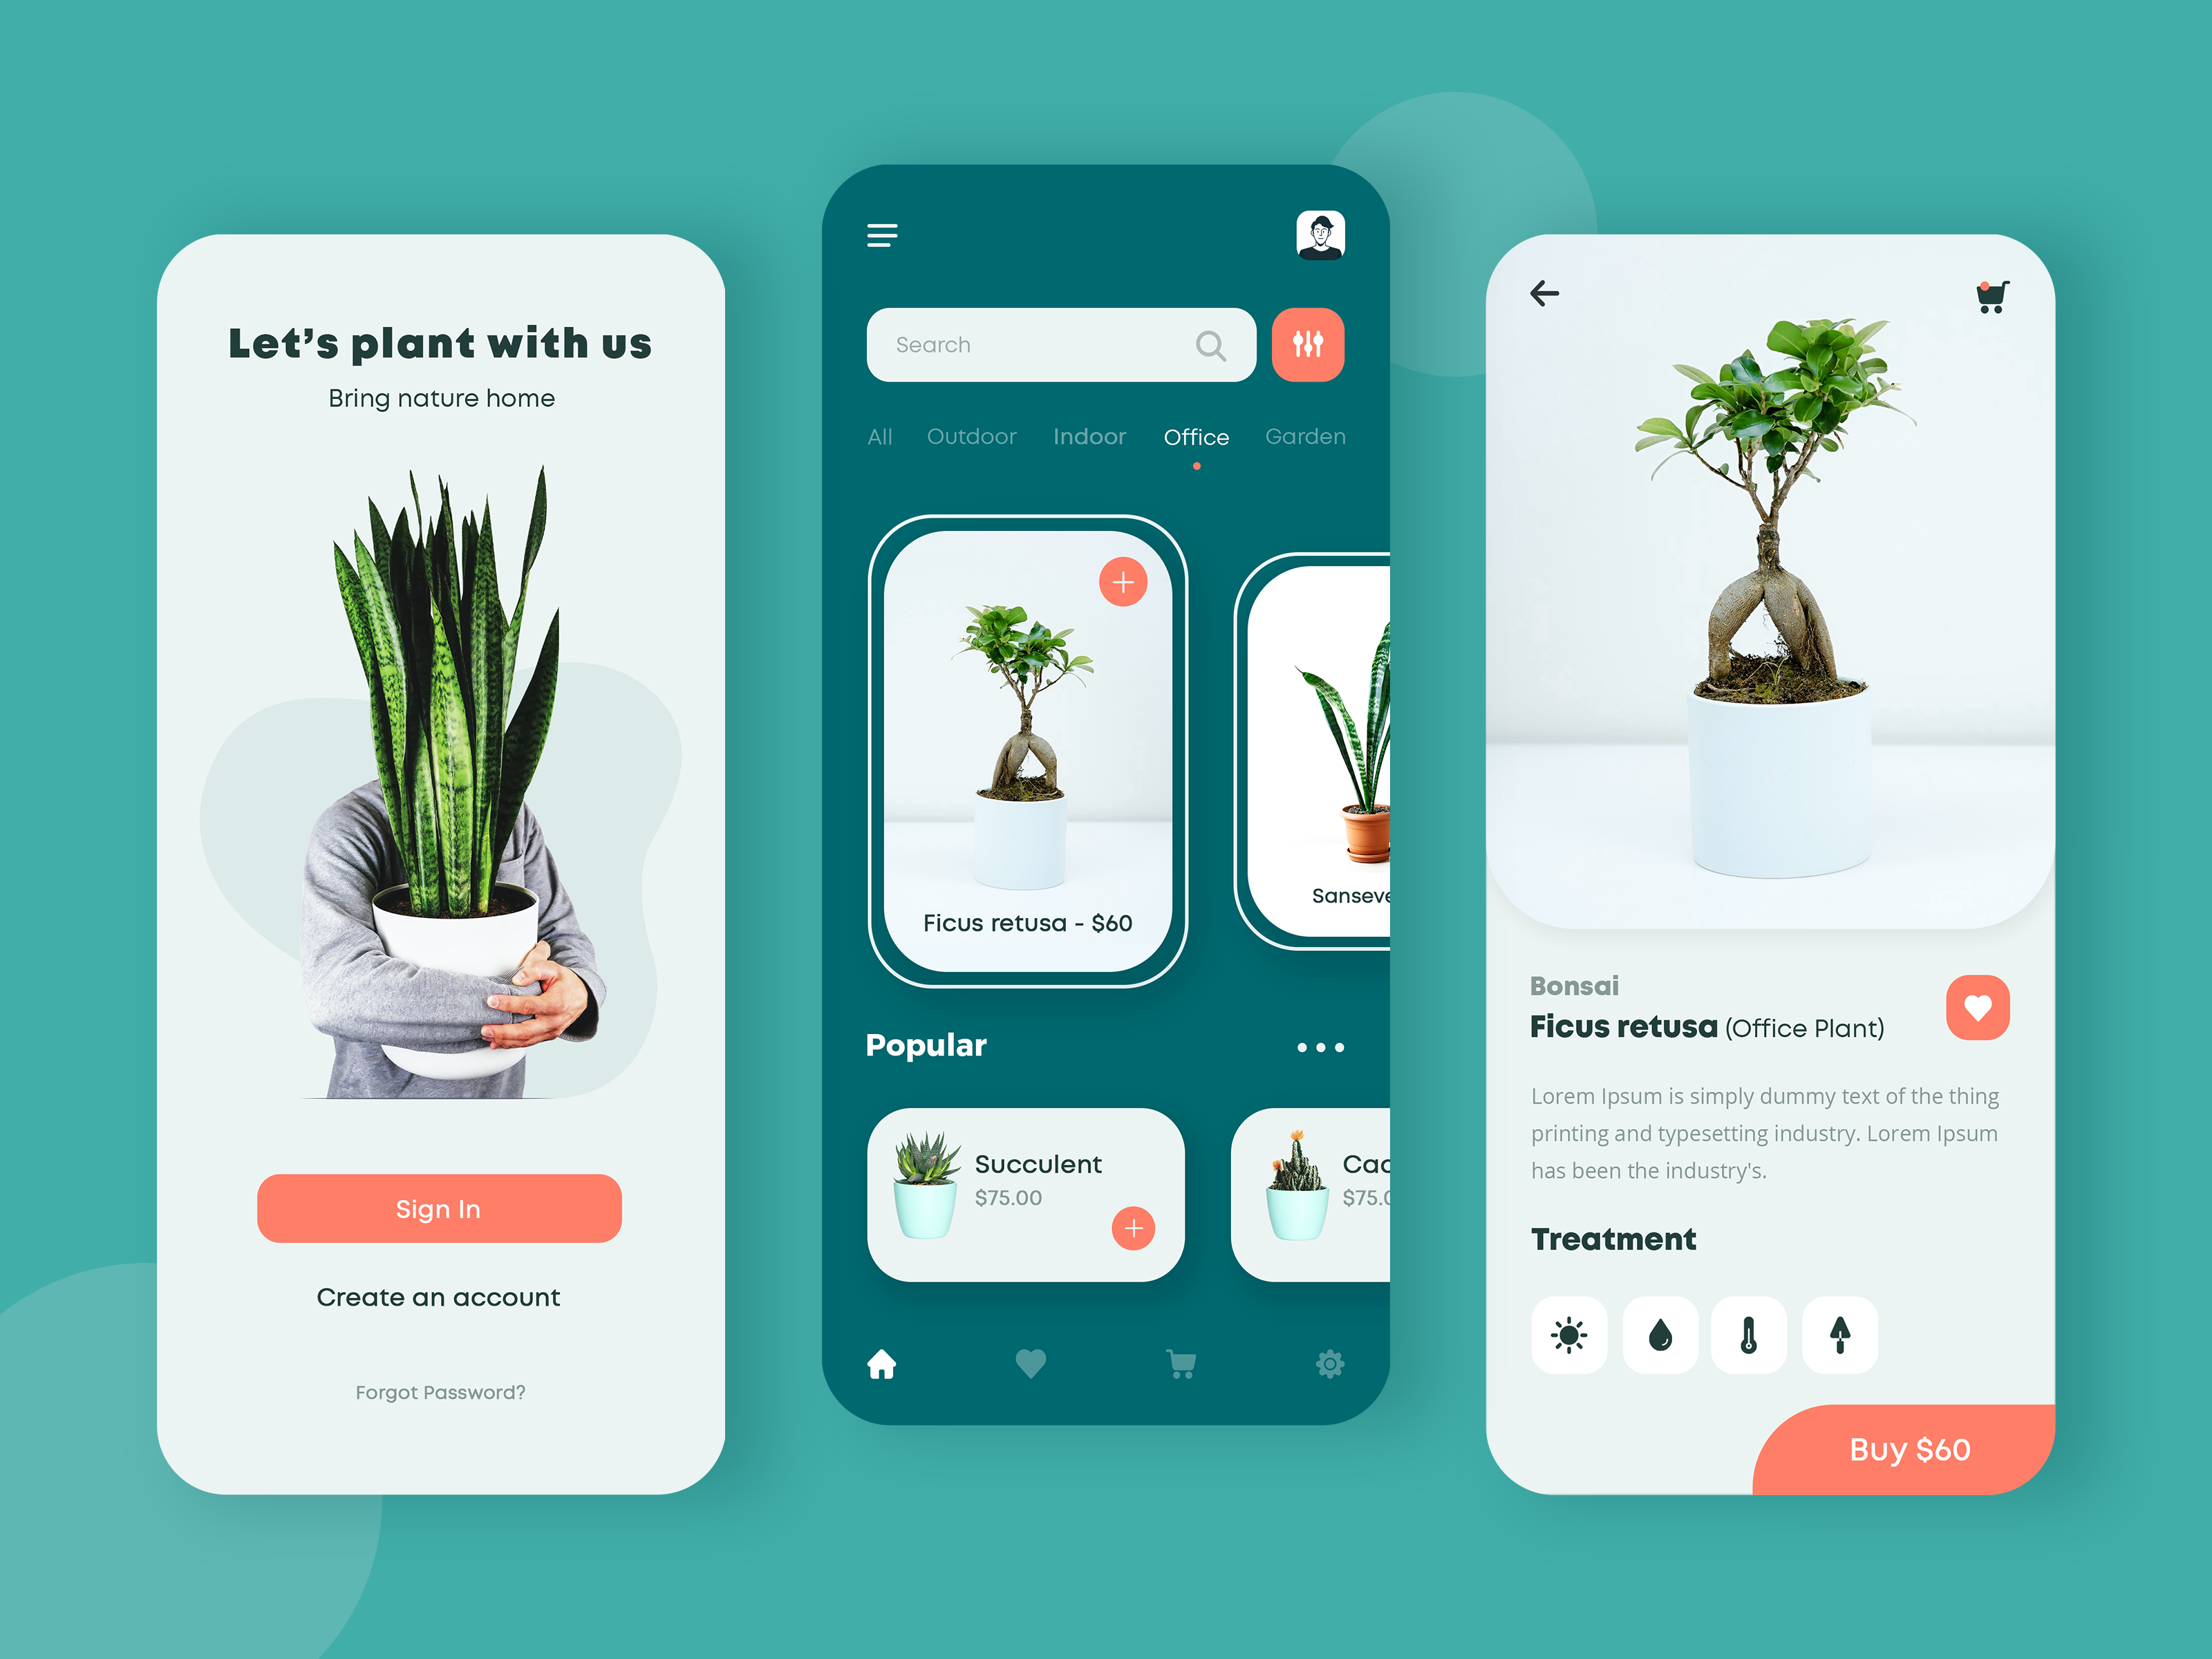 Let's plant with us
Bring nature home
Sign In
Create an account
Forgot Password?
Search
All Outdoor Indoor Office Garden
Ficus retusa - $60
Sanseve
Popular
Succulent
$75.00
Cac
$75.0
Bonsai
Ficus retusa (Office Plant)
Lorem Ipsum is simply dummy text of the thing
printing and typesetting industry. Lorem Ipsum
has been the industry's.
Treatment
Buy $60